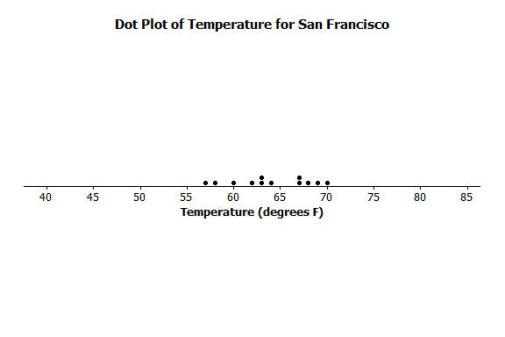 Dot Plot of Temperature for San Francisco
40 45 50 55 60 65 70 75 80 85
Temperature (degrees F)